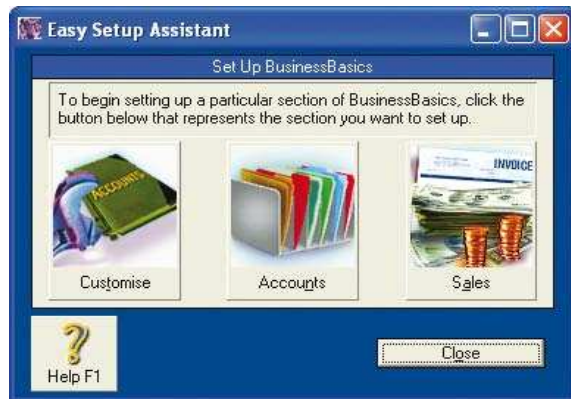 Easy Setup Assistant
Set Up BusinessBasics
To begin setting up a particular section of BusinessBasics, click the
button below that represents the section you want to set up.
ACCOUNTS
INVOICE
Customise
Accounts
Sales
?
Help F1
Close